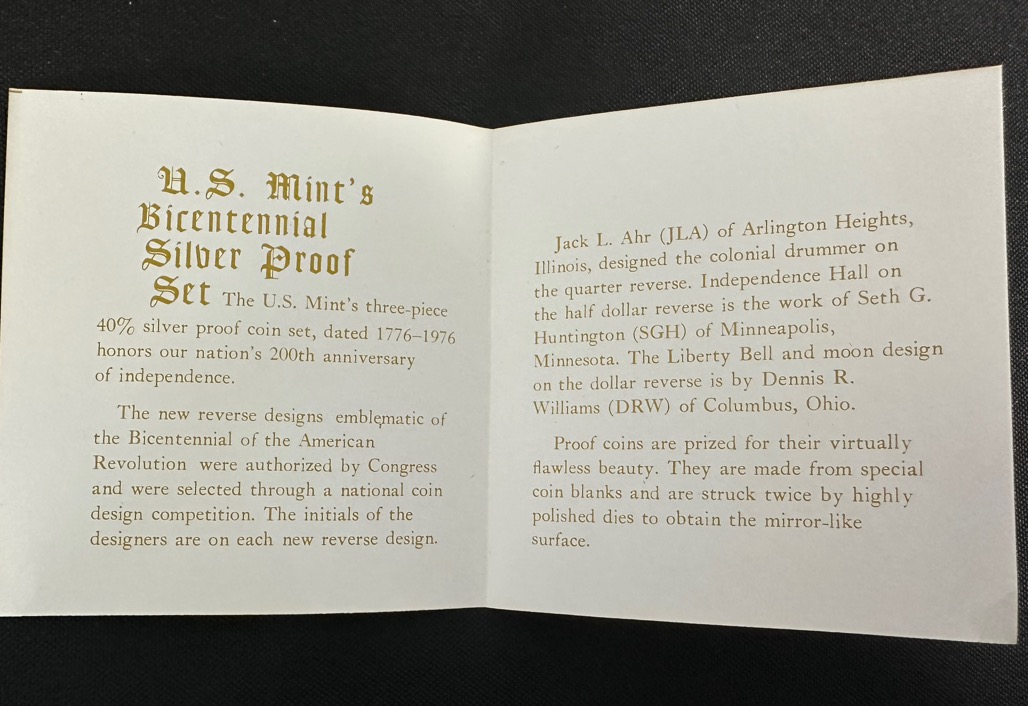 U.S. Mint's
Bicentennial
Silver Proof
Set The U.S. Mint's three-piece
40% silver proof coin set, dated 1776–1976
honors our nation's 200th anniversary
of independence.
The new reverse designs emblematic of
the Bicentennial of the American
Revolution were authorized by Congress
and were selected through a national coin
design competition. The initials of the
designers are on each new reverse design.
Jack L. Ahr (JLA) of Arlington Heights,
Illinois, designed the colonial drummer on
the quarter reverse. Independence Hall on
the half dollar reverse is the work of Seth G.
Huntington (SGH) of Minneapolis,
Minnesota. The Liberty Bell and moon design
on the dollar reverse is by Dennis R.
Williams (DRW) of Columbus, Ohio.
Proof coins are prized for their virtually
flawless beauty. They are made from special
coin blanks and are struck twice by highly
polished dies to obtain the mirror-like
surface.